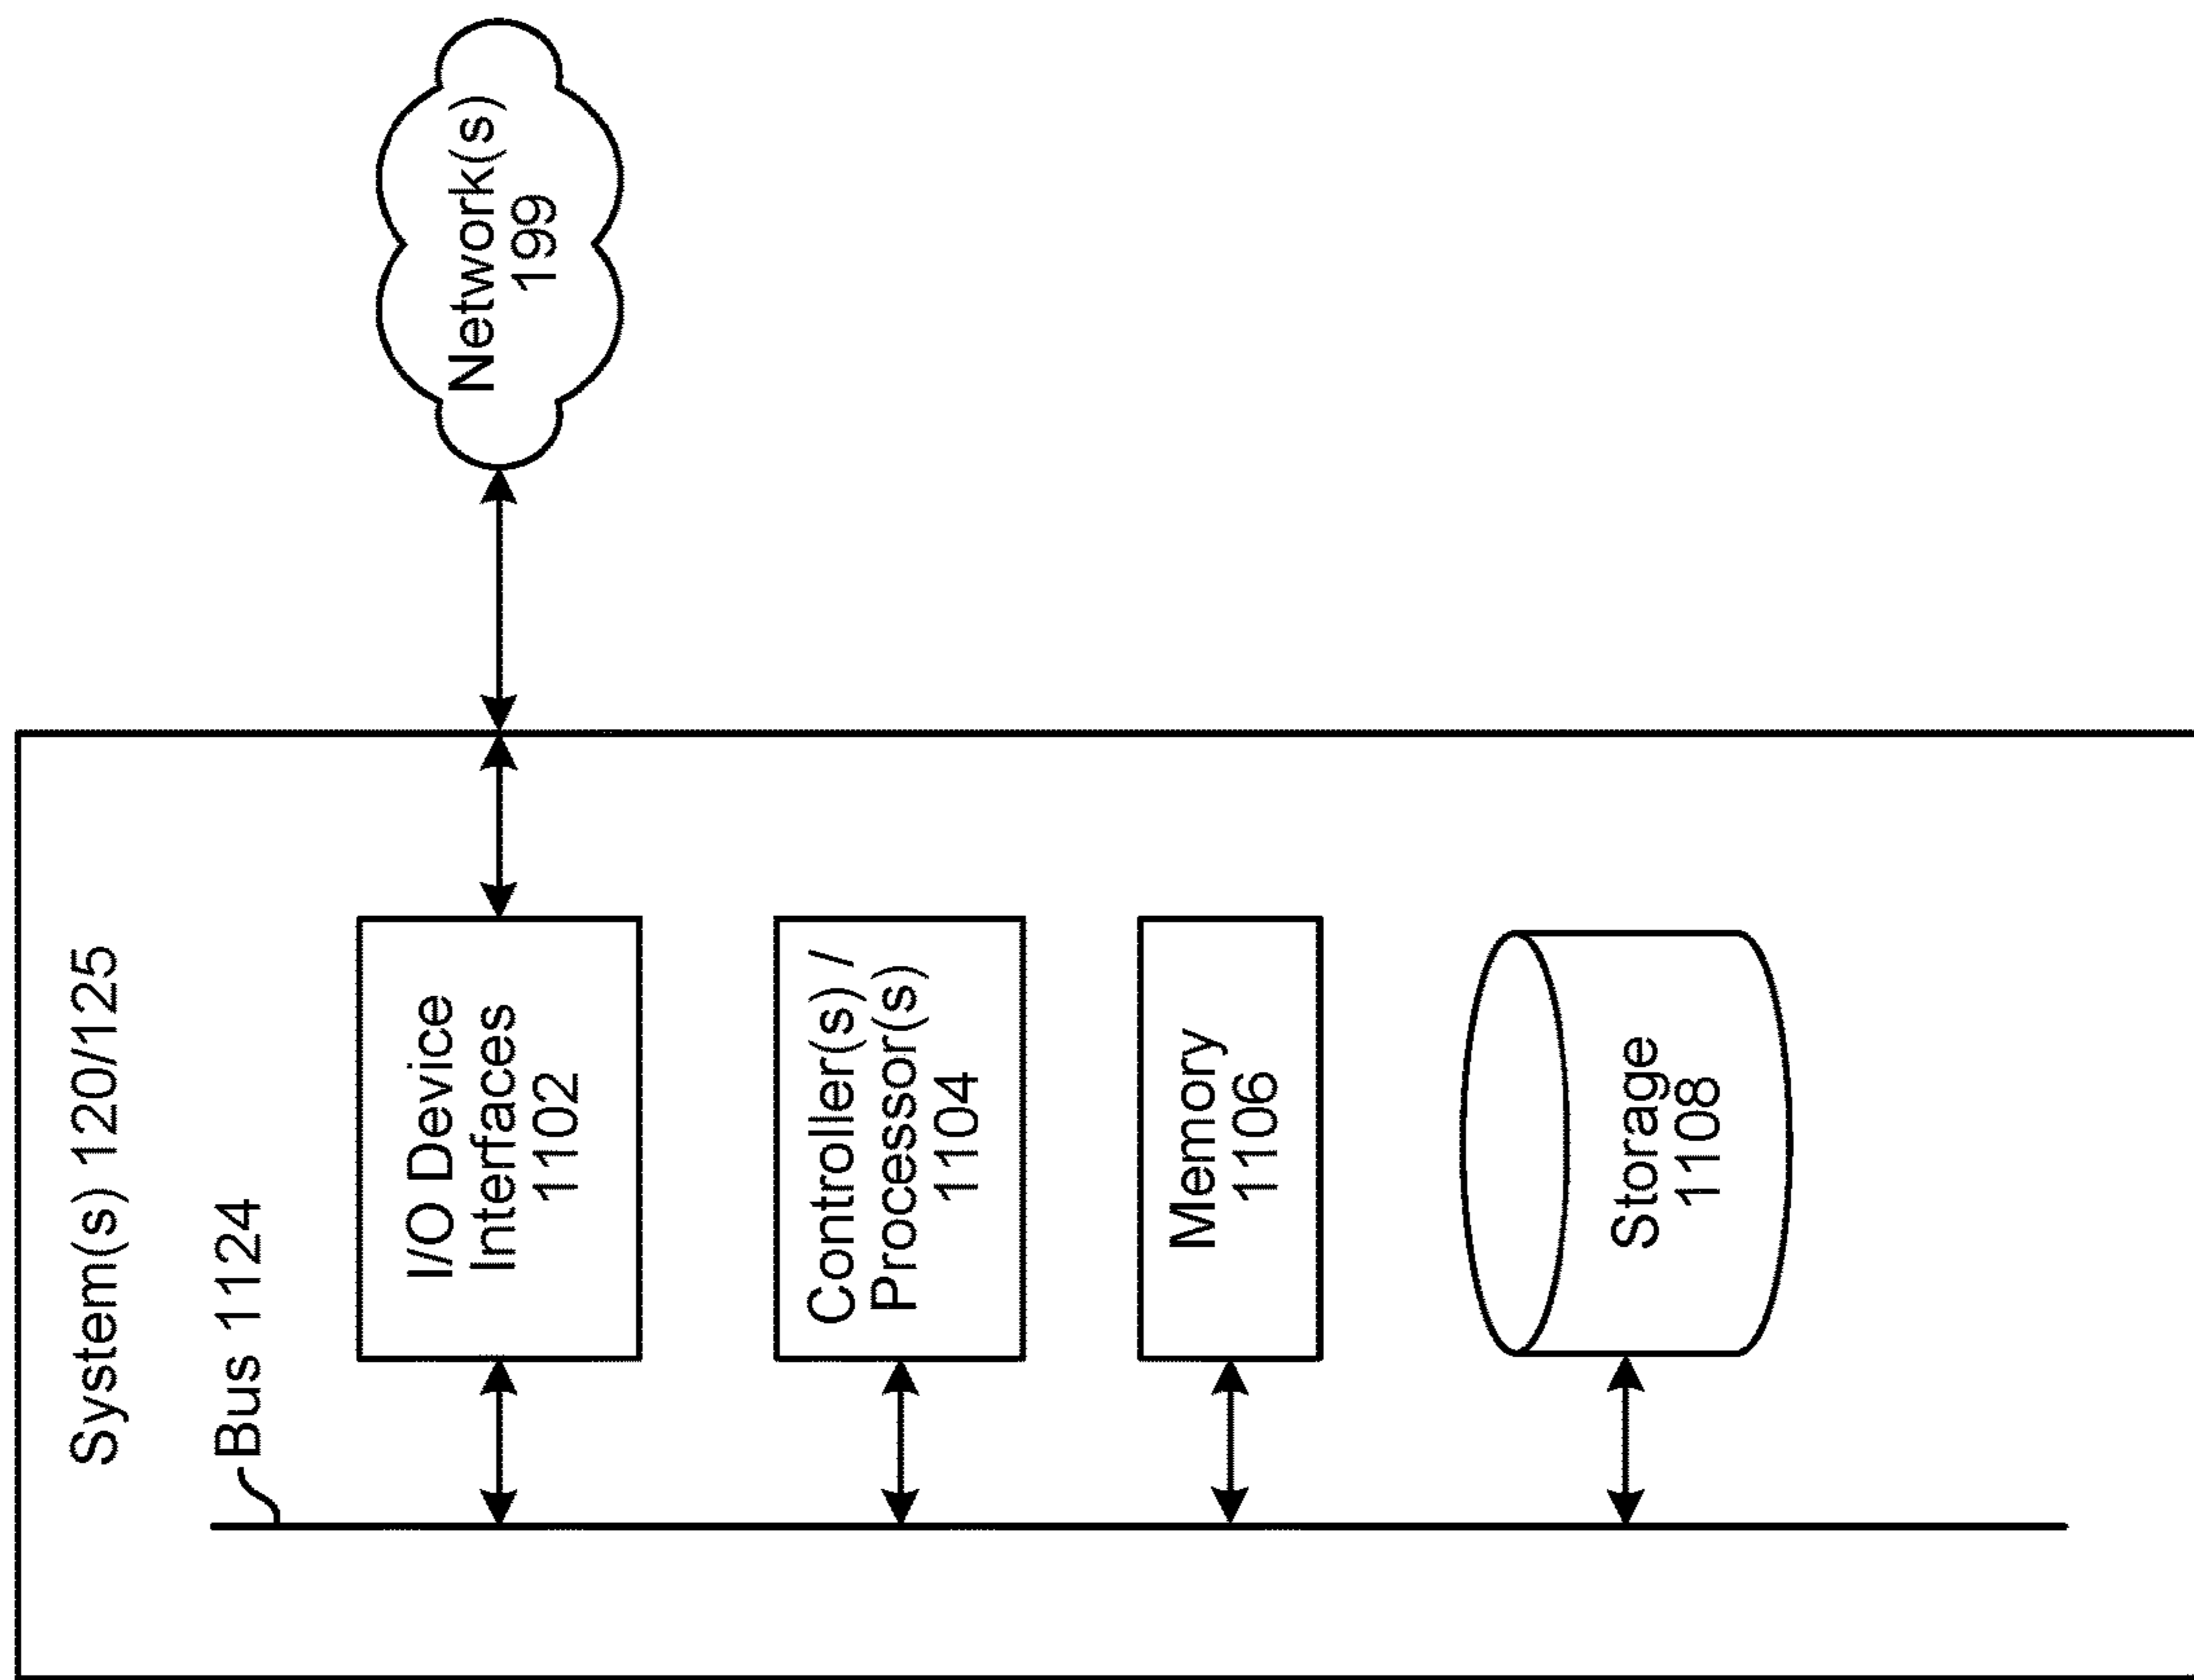 System(s) 120/125
Bus 1124
I/O Device
Interfaces
1102
Network(s)
199
Controller(s) /
Processor(s)
1104
Memory
1106
Storage
1108